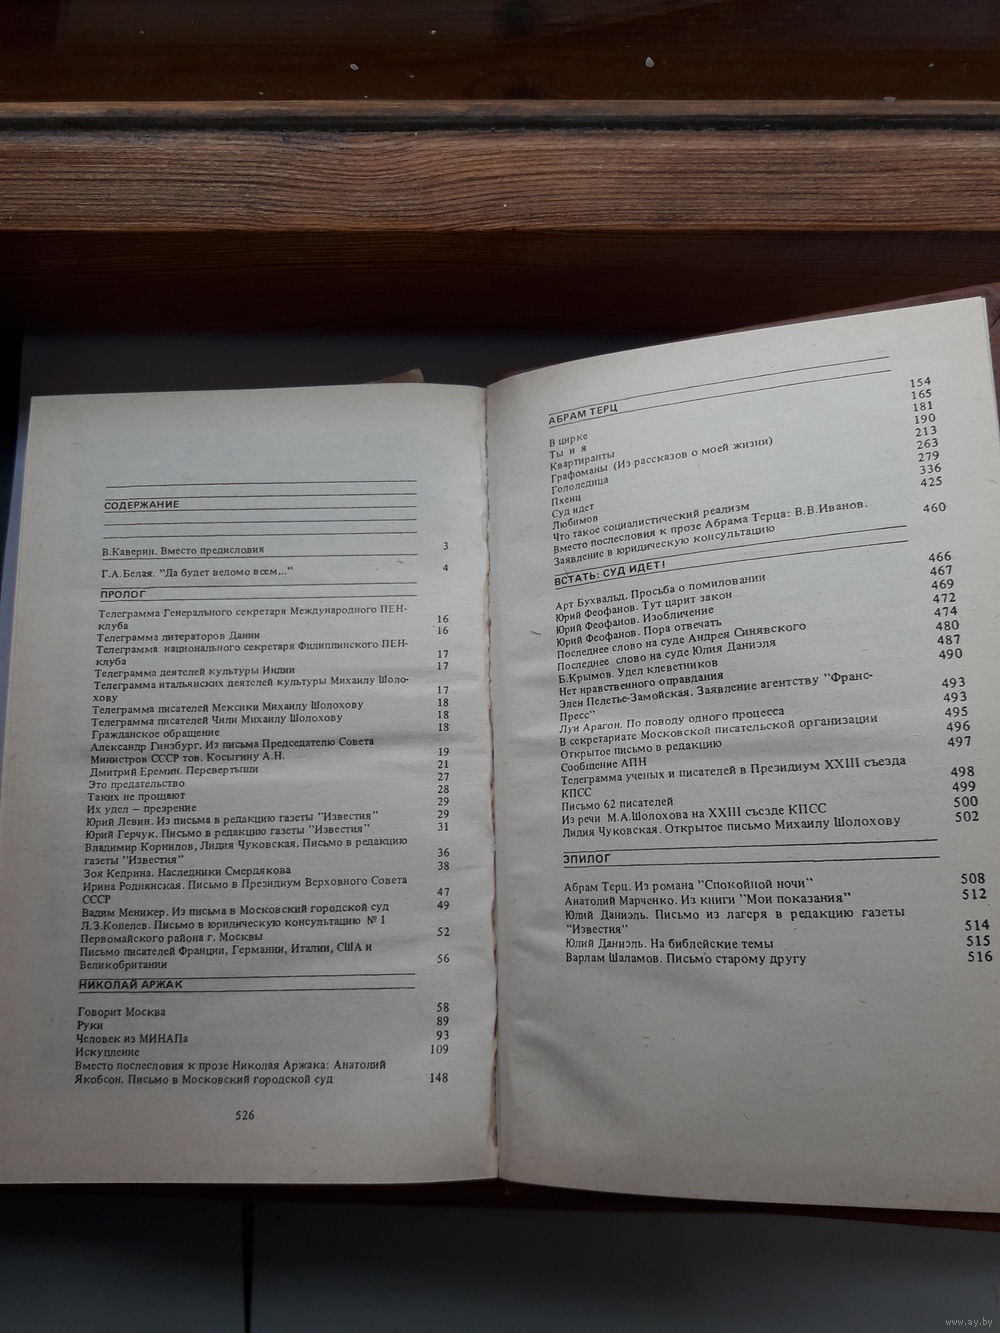 СОДЕРЖАНИЕ
В.Каверин. Вместо предисловия 3
Г.А.Белая. "Да будет ведомо всем..." 4
ПРОЛОГ
Телеграмма Генерального секретаря Международного ПЕН-
клуба 16
Телеграмма литераторов Дании 16
Телеграмма национального секретаря Филиппинского ПЕН-
клуба 17
Телеграмма деятелей культуры Индии 17
Телеграмма итальянских деятелей культуры Михаилу Шоло-
хову 17
Телеграмма писателей Мексики Михаилу Шолохову 18
Телеграмма писателей Чили Михаилу Шолохову 18
Гражданское обращение 18
Александр Гинзбург. Из письма Председателю Совета
Министров СССР тов. Косыгину А.Н. 19
Дмитрий Еремин. Перевертыши 21
Это предательство 27
Таких не прощают 28
Их удел – презрение 29
Юрий Левин. Из письма в редакцию газеты "Известия" 29
Юрий Герчук. Письмо в редакцию газеты "Известия" 31
Владимир Корнилов, Лидия Чуковская. Письмо в редакцию
газеты "Известия" 36
Зоя Кедрина. Наследники Смердякова 38
Ирина Роднянская. Письмо в Президиум Верховного Совета
СССР 47
Вадим Меникер. Из письма в Московский городской суд 49
Л.З.Копелев. Письмо в юридическую консультацию № 1
Первомайского района г. Москвы 52
Письмо писателей Франции, Германии, Италии, США и
Великобритании 56
НИКОЛАЙ АРЖАК
Говорит Москва 58
Руки 89
Человек из МИНАПа 93
Искупление 109
Вместо послесловия к прозе Николая Аржака: Анатолий
Якобсон. Письмо в Московский городской суд 148
526
АБРАМ ТЕРЦ
В цирке 154
Ты и я 165
Квартиранты 181
Графоманы (Из рассказов о моей жизни) 190
Гололедица 213
Пхенц 263
Суд идет 279
Любимов 336
Что такое социалистический реализм 425
Вместо послесловия к прозе Абрама Терца: В.В.Иванов.
Заявление в юридическую консультацию 460
ВСТАТЬ: СУД ИДЕТ!
Арт Бухвальд. Просьба о помиловании 466
Юрий Феофанов. Тут царит закон 467
Юрий Феофанов. Изобличение 469
Юрий Феофанов. Пора отвечать 472
Последнее слово на суде Андрея Синявского 474
Последнее слово на суде Юлия Даниэля 480
Б.Крымов. Удел клеветников 487
Нет нравственного оправдания 490
Элен Пелетье-Замойская. Заявление агентству "Франс-
Пресс" 493
Луи Арагон. По поводу одного процесса 493
В секретариате Московской писательской организации 495
Открытое письмо в редакцию 496
Сообщение АПН 497
Телеграмма ученых и писателей в Президиум XXIII съезда
КПСС 498
Письмо 62 писателей 499
Из речи М.А.Шолохова на XXIII съезде КПСС 500
Лидия Чуковская. Открытое письмо Михаилу Шолохову 502
ЭПИЛОГ
Абрам Терц. Из романа "Спокойной ночи" 508
Анатолий Марченко. Из книги "Мои показания" 512
Юлий Даниэль. Письмо из лагеря в редакцию газеты
"Известия" 514
Юлий Даниэль. На библейские темы 515
Варлам Шаламов. Письмо старому другу 516
www.ay.by